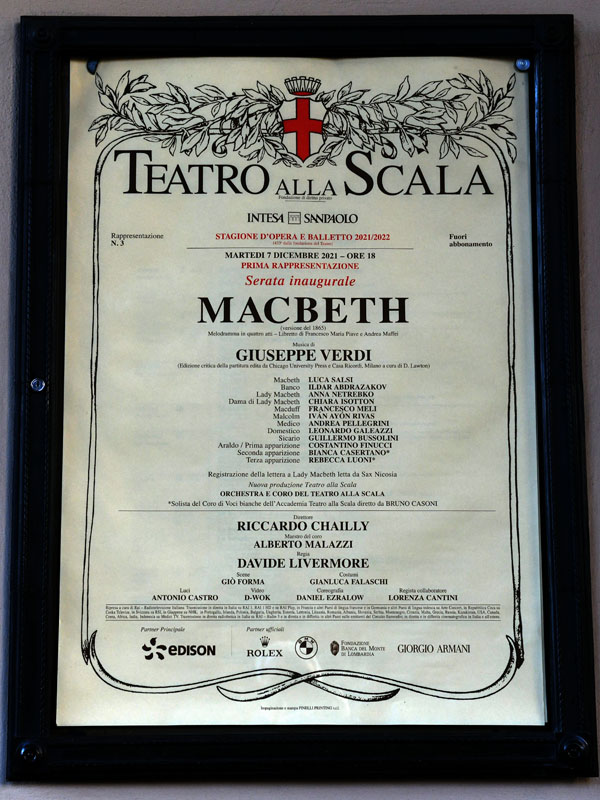 TEATRO ALLA SCALA
Fondazione di diritto privato
INTESA SANPAOLO
Rappresentazione
N. 3
STAGIONE D'OPERA E BALLETTO 2021/2022
Fuori
abbonamento
MARTEDÌ 7 DICEMBRE 2021 – ORE 18
PRIMA RAPPRESENTAZIONE
Serata inaugurale
MACBETH
(versione del 1865)
Melodramma in quattro atti – Libretto di Francesco Maria Piave e Andrea Maffei
Musica di
GIUSEPPE VERDI
(Edizione critica della partitura edita da Chicago University Press e Casa Ricordi, Milano a cura di D. Lawton)
Macbeth LUCA SALSI
Banco ILDAR ABDRAZAKOV
Lady Macbeth ANNA NETREBKO
Dama di Lady Macbeth CHIARA ISOTTON
Macduff FRANCESCO MELI
Malcolm IVÁN AYÓN RIVAS
Medico ANDREA PELLEGRINI
Domestico LEONARDO GALEAZZI
Sicario GUILLERMO BUSSOLINI
Araldo / Prima apparizione COSTANTINO FINUCCI
Seconda apparizione BIANCA CASERTANO*
Terza apparizione REBECCA LUONI*
Registrazione della lettera a Lady Macbeth letta da Sax Nicosia
Nuova produzione Teatro alla Scala
ORCHESTRA E CORO DEL TEATRO ALLA SCALA
*Solista del Coro di Voci bianche dell'Accademia Teatro alla Scala diretto da BRUNO CASONI
Direttore
RICCARDO CHAILLY
Maestro del coro
ALBERTO MALAZZI
Regia
DAVIDE LIVERMORE
Scene Costumi
GIÒ FORMA GIANLUCA FALASCHI
Luci Video Coreografia Regista collaboratore
ANTONIO CASTRO D-WOK DANIEL EZRALOW LORENZA CANTINI
Partner Principale Partner ufficiali
EDISON ROLEX BMW FONDAZIONE
BANCA DEL MONTE
DI LOMBARDIA
GIORGIO ARMANI
Impaginazione e stampa PINELLI PRINTING s.r.l.